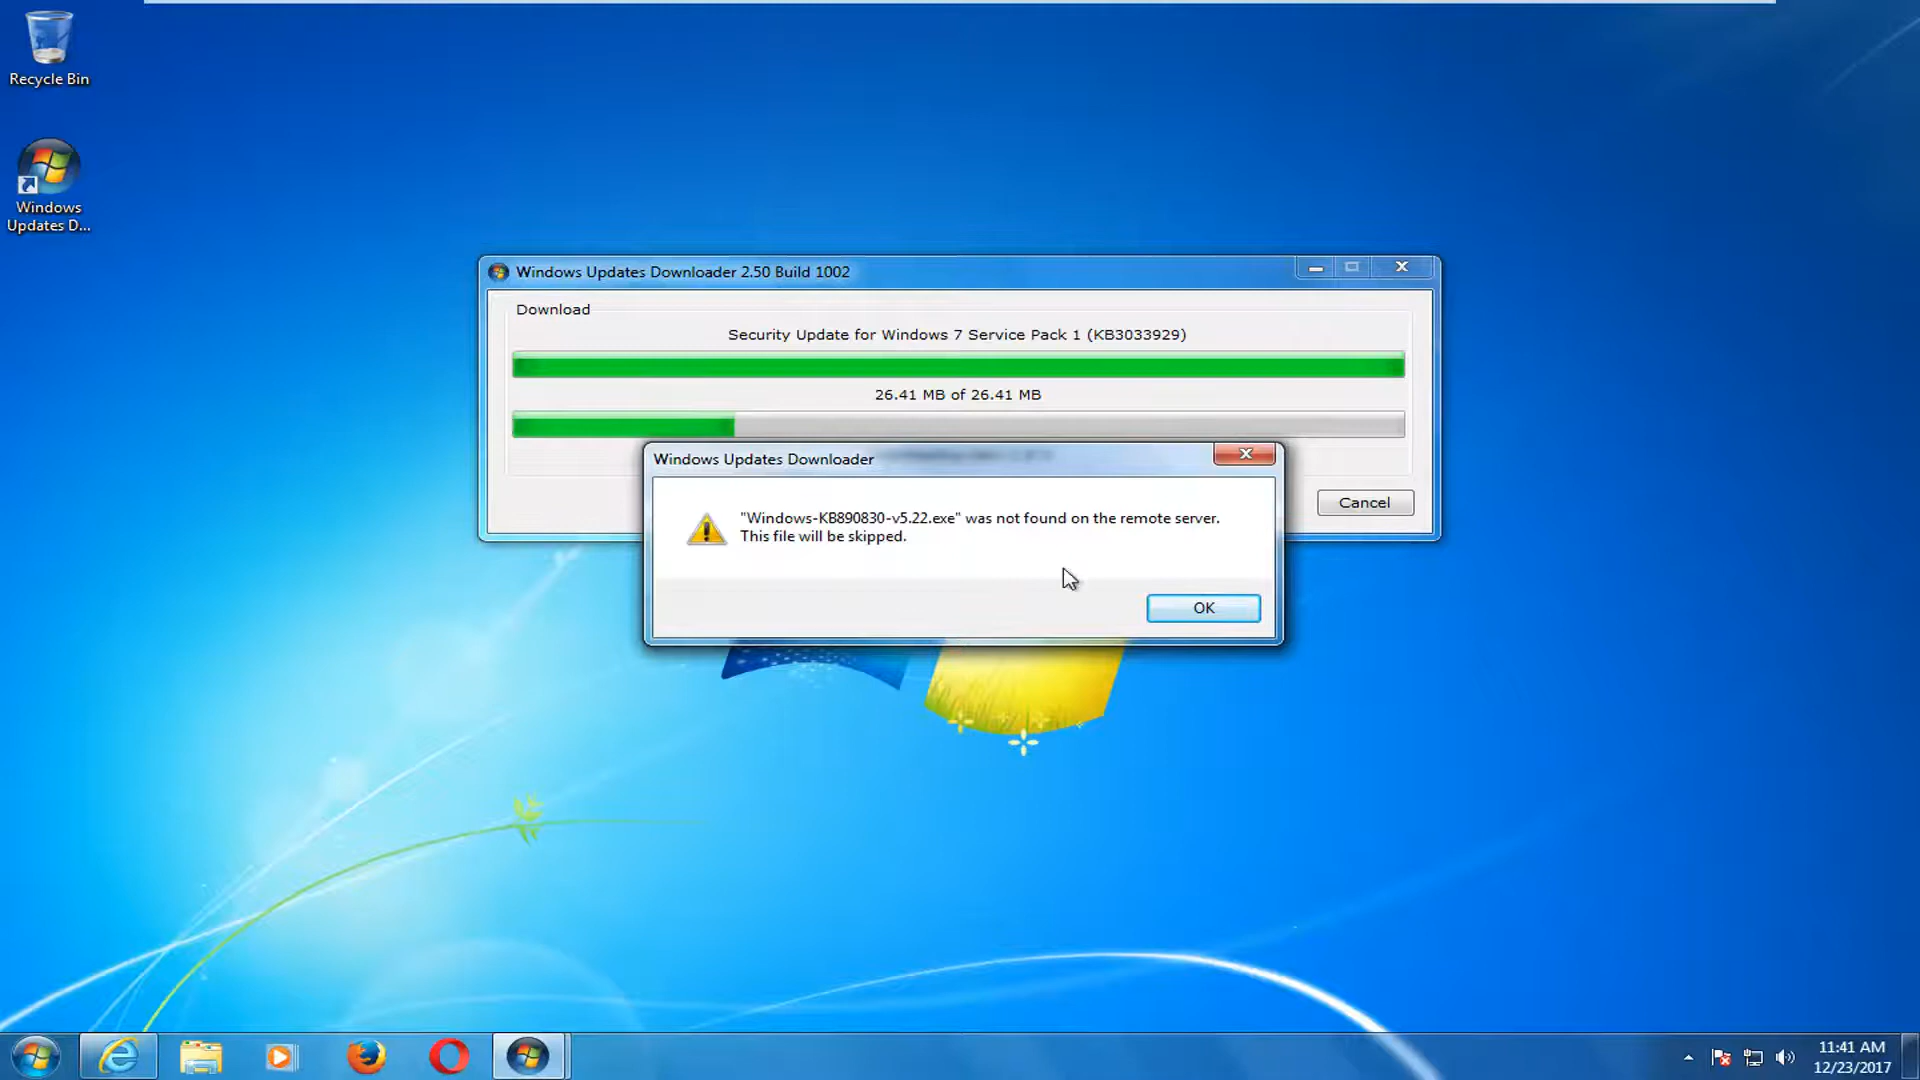 Recycle Bin
Windows
Updates D...
Windows Updates Downloader 2.50 Build 1002
Download
Security Update for Windows 7 Service Pack 1 (KB3033929)
26.41 MB of 26.41 MB
Windows Updates Downloader
"Windows-KB890830-v5.22.exe" was not found on the remote server.
This file will be skipped.
Cancel
OK
11:41 AM
12/23/2017